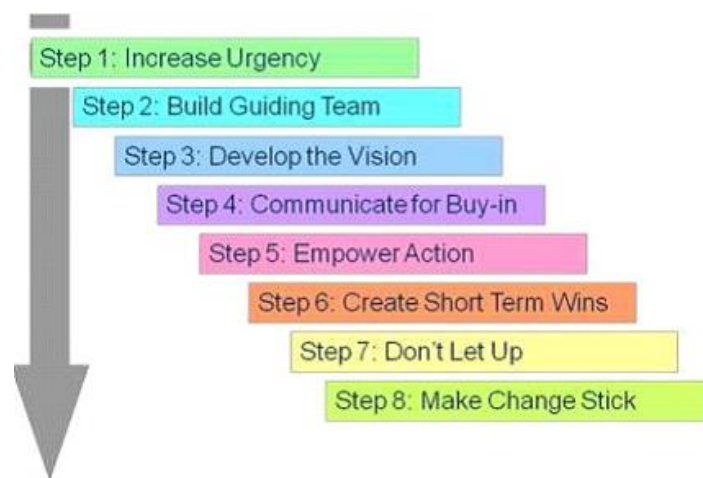 Step 1: Increase Urgency
Step 2: Build Guiding Team
Step 3: Develop the Vision
Step 4: Communicate for Buy-in
Step 5: Empower Action
Step 6: Create Short Term Wins
Step 7: Don't Let Up
Step 8: Make Change Stick